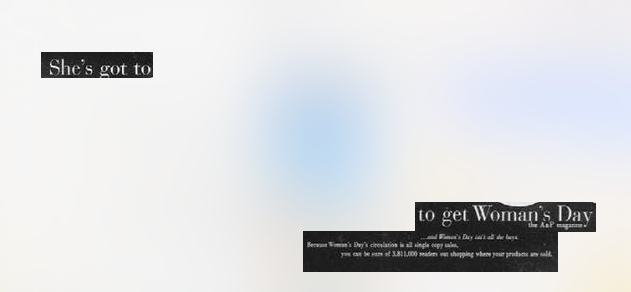 She's got to
to get Woman's Day
the A&P magazine
...and Woman's Day isn't all she buys.
Because Woman's Day's circulation is all single copy sales,
you can be sure of 3,811,000 readers out shopping where your products are sold.